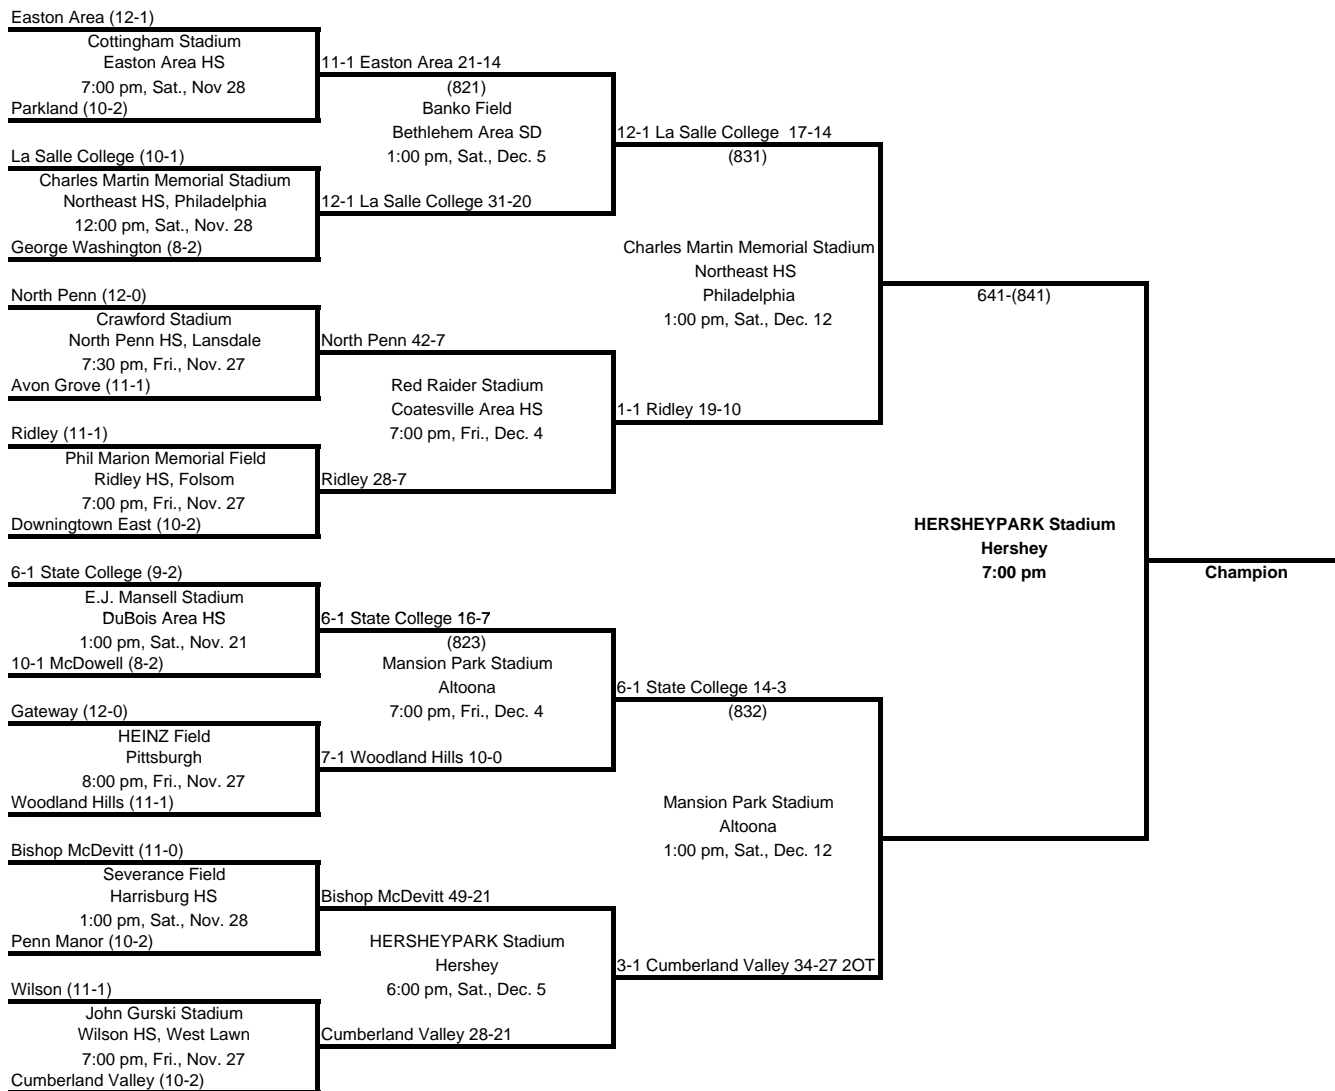 Easton Area (12-1)
Cottingham Stadium
Easton Area HS
7:00 pm, Sat., Nov 28
Parkland (10-2)
La Salle College (10-1)
Charles Martin Memorial Stadium
Northeast HS, Philadelphia
12:00 pm, Sat., Nov. 28
George Washington (8-2)
North Penn (12-0)
Crawford Stadium
North Penn HS, Lansdale
7:30 pm, Fri., Nov. 27
Avon Grove (11-1)
Ridley (11-1)
Phil Marion Memorial Field
Ridley HS, Folsom
7:00 pm, Fri., Nov. 27
Downingtown East (10-2)
6-1 State College (9-2)
E.J. Mansell Stadium
DuBois Area HS
1:00 pm, Sat., Nov. 21
10-1 McDowell (8-2)
Gateway (12-0)
HEINZ Field
Pittsburgh
8:00 pm, Fri., Nov. 27
Woodland Hills (11-1)
Bishop McDevitt (11-0)
Severance Field
Harrisburg HS
1:00 pm, Sat., Nov. 28
Penn Manor (10-2)
Wilson (11-1)
John Gurski Stadium
Wilson HS, West Lawn
7:00 pm, Fri., Nov. 27
Cumberland Valley (10-2)
11-1 Easton Area 21-14
(821)
Banko Field
Bethlehem Area SD
1:00 pm, Sat., Dec. 5
12-1 La Salle College 31-20
North Penn 42-7
Red Raider Stadium
Coatesville Area HS
7:00 pm, Fri., Dec. 4
Ridley 28-7
6-1 State College 16-7
(823)
Mansion Park Stadium
Altoona
7:00 pm, Fri., Dec. 4
7-1 Woodland Hills 10-0
Bishop McDevitt 49-21
HERSHEYPARK Stadium
Hershey
6:00 pm, Sat., Dec. 5
Cumberland Valley 28-21
12-1 La Salle College 17-14
(831)
Charles Martin Memorial Stadium
Northeast HS
Philadelphia
1:00 pm, Sat., Dec. 12
1-1 Ridley 19-10
6-1 State College 14-3
(832)
Mansion Park Stadium
Altoona
1:00 pm, Sat., Dec. 12
3-1 Cumberland Valley 34-27 2OT
641-(841)
HERSHEYPARK Stadium
Hershey
7:00 pm
Champion